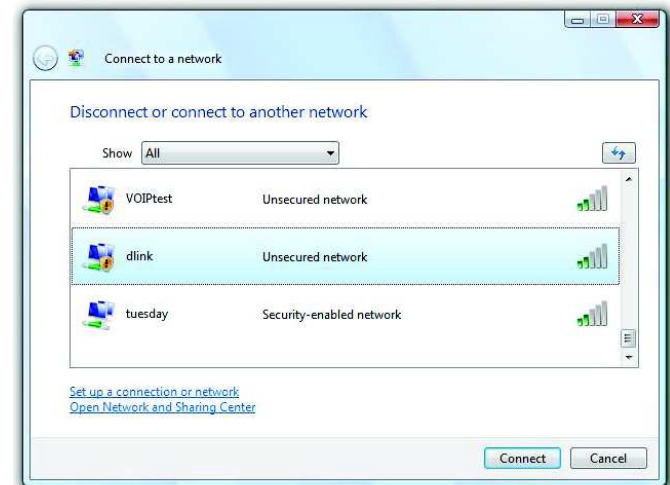 Connect to a network
Disconnect or connect to another network
Show All
VOIPtest Unsecured network
dlink Unsecured network
tuesday Security-enabled network
Set up a connection or network
Open Network and Sharing Center
Connect Cancel